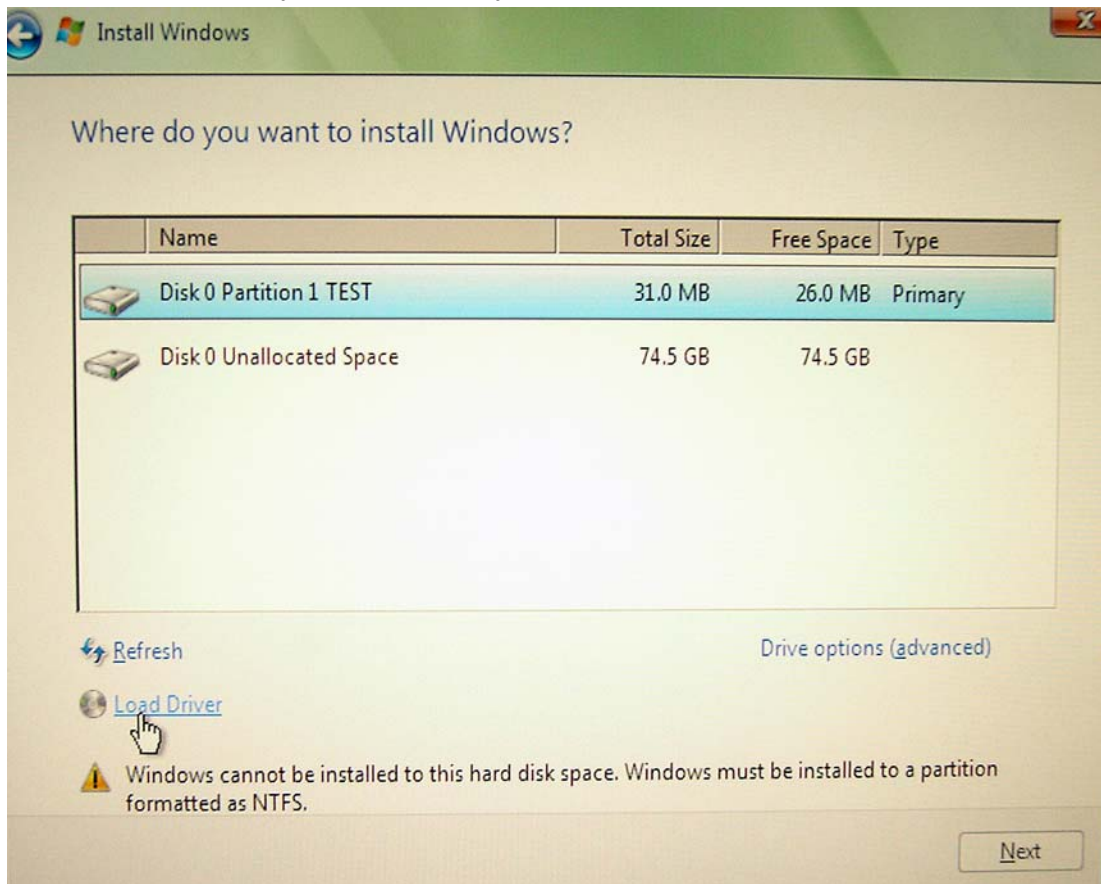 Install Windows
Where do you want to install Windows?
Name Total Size Free Space Type
Disk 0 Partition 1 TEST 31.0 MB 26.0 MB Primary
Disk 0 Unallocated Space 74.5 GB 74.5 GB
Refresh Drive options (advanced)
Load Driver
Windows cannot be installed to this hard disk space. Windows must be installed to a partition
formatted as NTFS.
Next